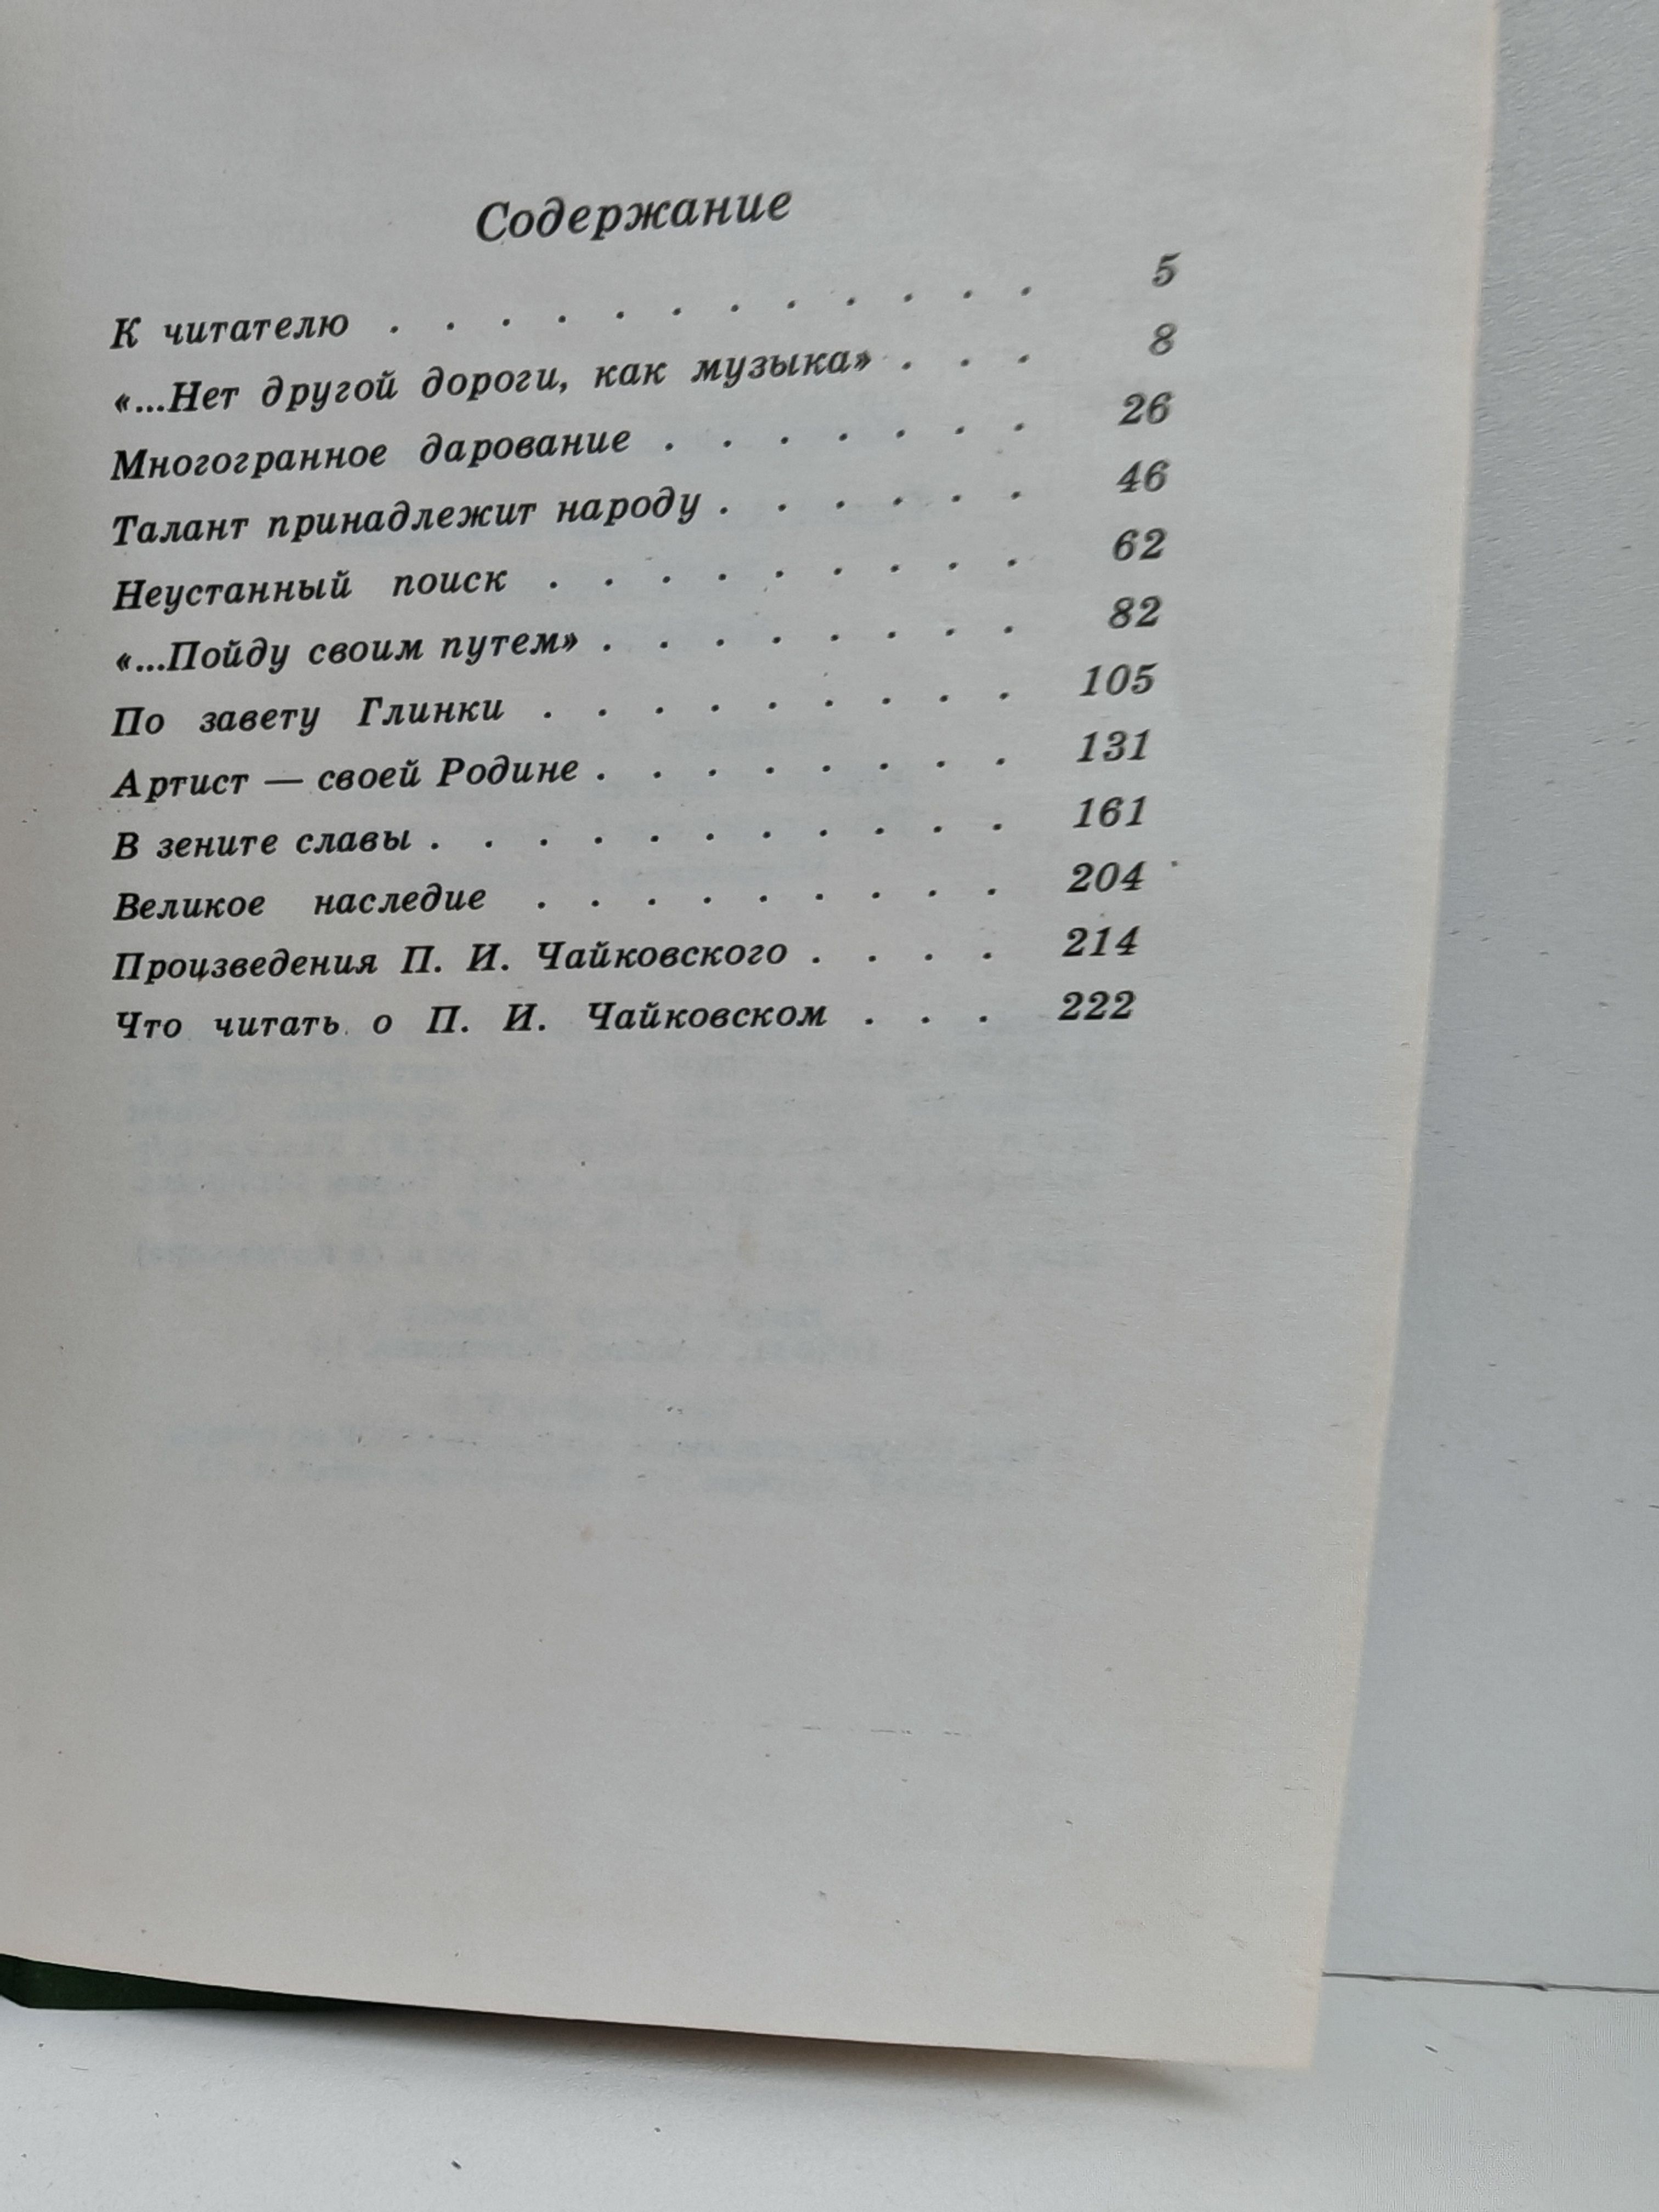 Содержание
К читателю . . . . . . . . . . . . 5
«...Нет другой дороги, как музыка» . . . 8
Многогранное дарование . . . . . . . 26
Талант принадлежит народу . . . . . . 46
Неустанный поиск . . . . . . . . . 62
«...Пойду своим путем» . . . . . . . . 82
По завету Глинки . . . . . . . . . 105
Артист — своей Родине . . . . . . . . 131
В зените славы . . . . . . . . . . . 161
Великое наследие . . . . . . . . . 204
Произведения П. И. Чайковского . . . . 214
Что читать о П. И. Чайковском . . . 222